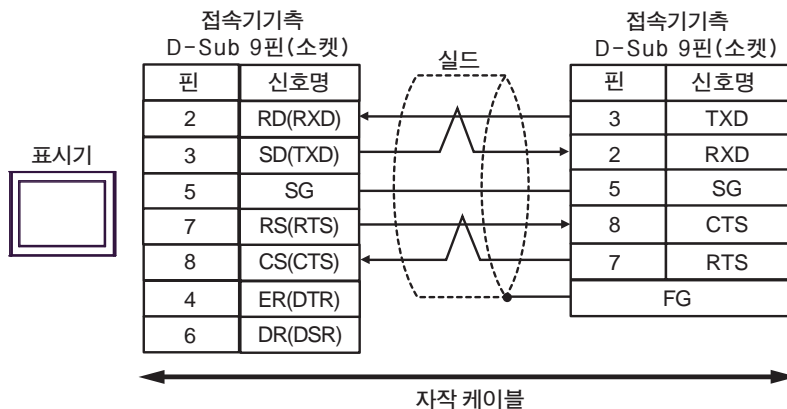 접속기기측
D-Sub 9핀(소켓)
핀 신호명
2 RD(RXD)
3 SD(TXD)
5 SG
7 RS(RTS)
8 CS(CTS)
4 ER(DTR)
6 DR(DSR)
표시기
실드
접속기기측
D-Sub 9핀(소켓)
핀 신호명
3 TXD
2 RXD
5 SG
8 CTS
7 RTS
FG
자작 케이블